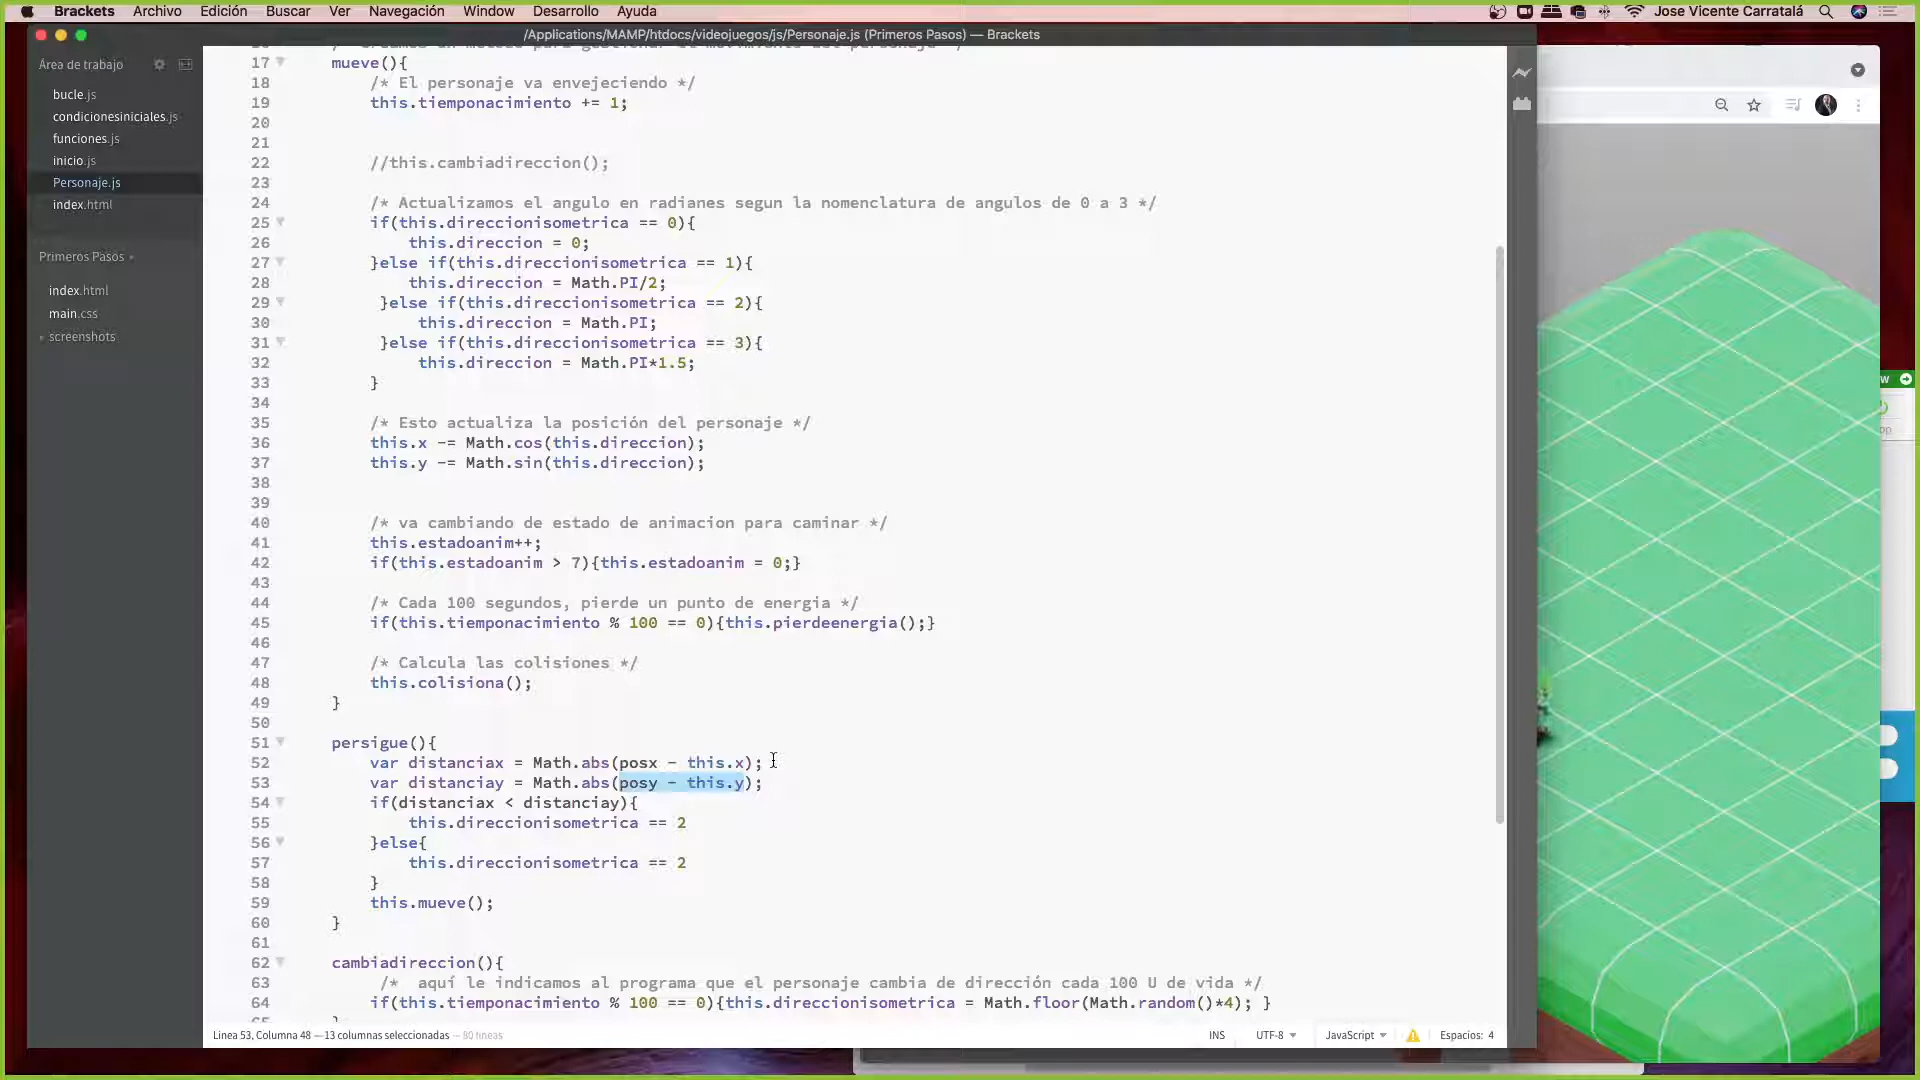 Brackets Archivo Edición Buscar Ver Navegación Window Desarrollo Ayuda Jose Vicente Carratalá
/Applications/MAMP/htdocs/videojuegos/js/Personaje.js (Primeros Pasos) — Brackets
Área de trabajo
bucle.js
condicionesiniciales.js
funciones.js
inicio.js
Personaje.js
index.html
Primeros Pasos
index.html
main.css
screenshots
17 mueve(){
18 /* El personaje va envejeciendo */
19 this.tiemponacimiento += 1;
20
21
22 //this.cambiadireccion();
23
24 /* Actualizamos el angulo en radianes segun la nomenclatura de angulos de 0 a 3 */
25 if(this.direccionisometrica == 0){
26 this.direccion = 0;
27 }else if(this.direccionisometrica == 1){
28 this.direccion = Math.PI/2;
29 }else if(this.direccionisometrica == 2){
30 this.direccion = Math.PI;
31 }else if(this.direccionisometrica == 3){
32 this.direccion = Math.PI*1.5;
33 }
34
35 /* Esto actualiza la posición del personaje */
36 this.x -= Math.cos(this.direccion);
37 this.y -= Math.sin(this.direccion);
38
39
40 /* va cambiando de estado de animacion para caminar */
41 this.estadoanim++;
42 if(this.estadoanim > 7){this.estadoanim = 0;}
43
44 /* Cada 100 segundos, pierde un punto de energia */
45 if(this.tiemponacimiento % 100 == 0){this.pierdeenergia();}
46
47 /* Calcula las colisiones */
48 this.colisiona();
49 }
50
51 persigue(){
52 var distanciax = Math.abs(posx - this.x);
53 var distanciay = Math.abs(posy - this.y);
54 if(distanciax < distanciay){
55 this.direccionisometrica == 2
56 }else{
57 this.direccionisometrica == 2
58 }
59 this.mueve();
60 }
61
62 cambiadireccion(){
63 /* aquí le indicamos al programa que el personaje cambia de dirección cada 100 U de vida */
64 if(this.tiemponacimiento % 100 == 0){this.direccionisometrica = Math.floor(Math.random()*4); }
Línea 53, Columna 48 — 13 columnas seleccionadas — 80 líneas INS UTF-8 JavaScript Espacios: 4